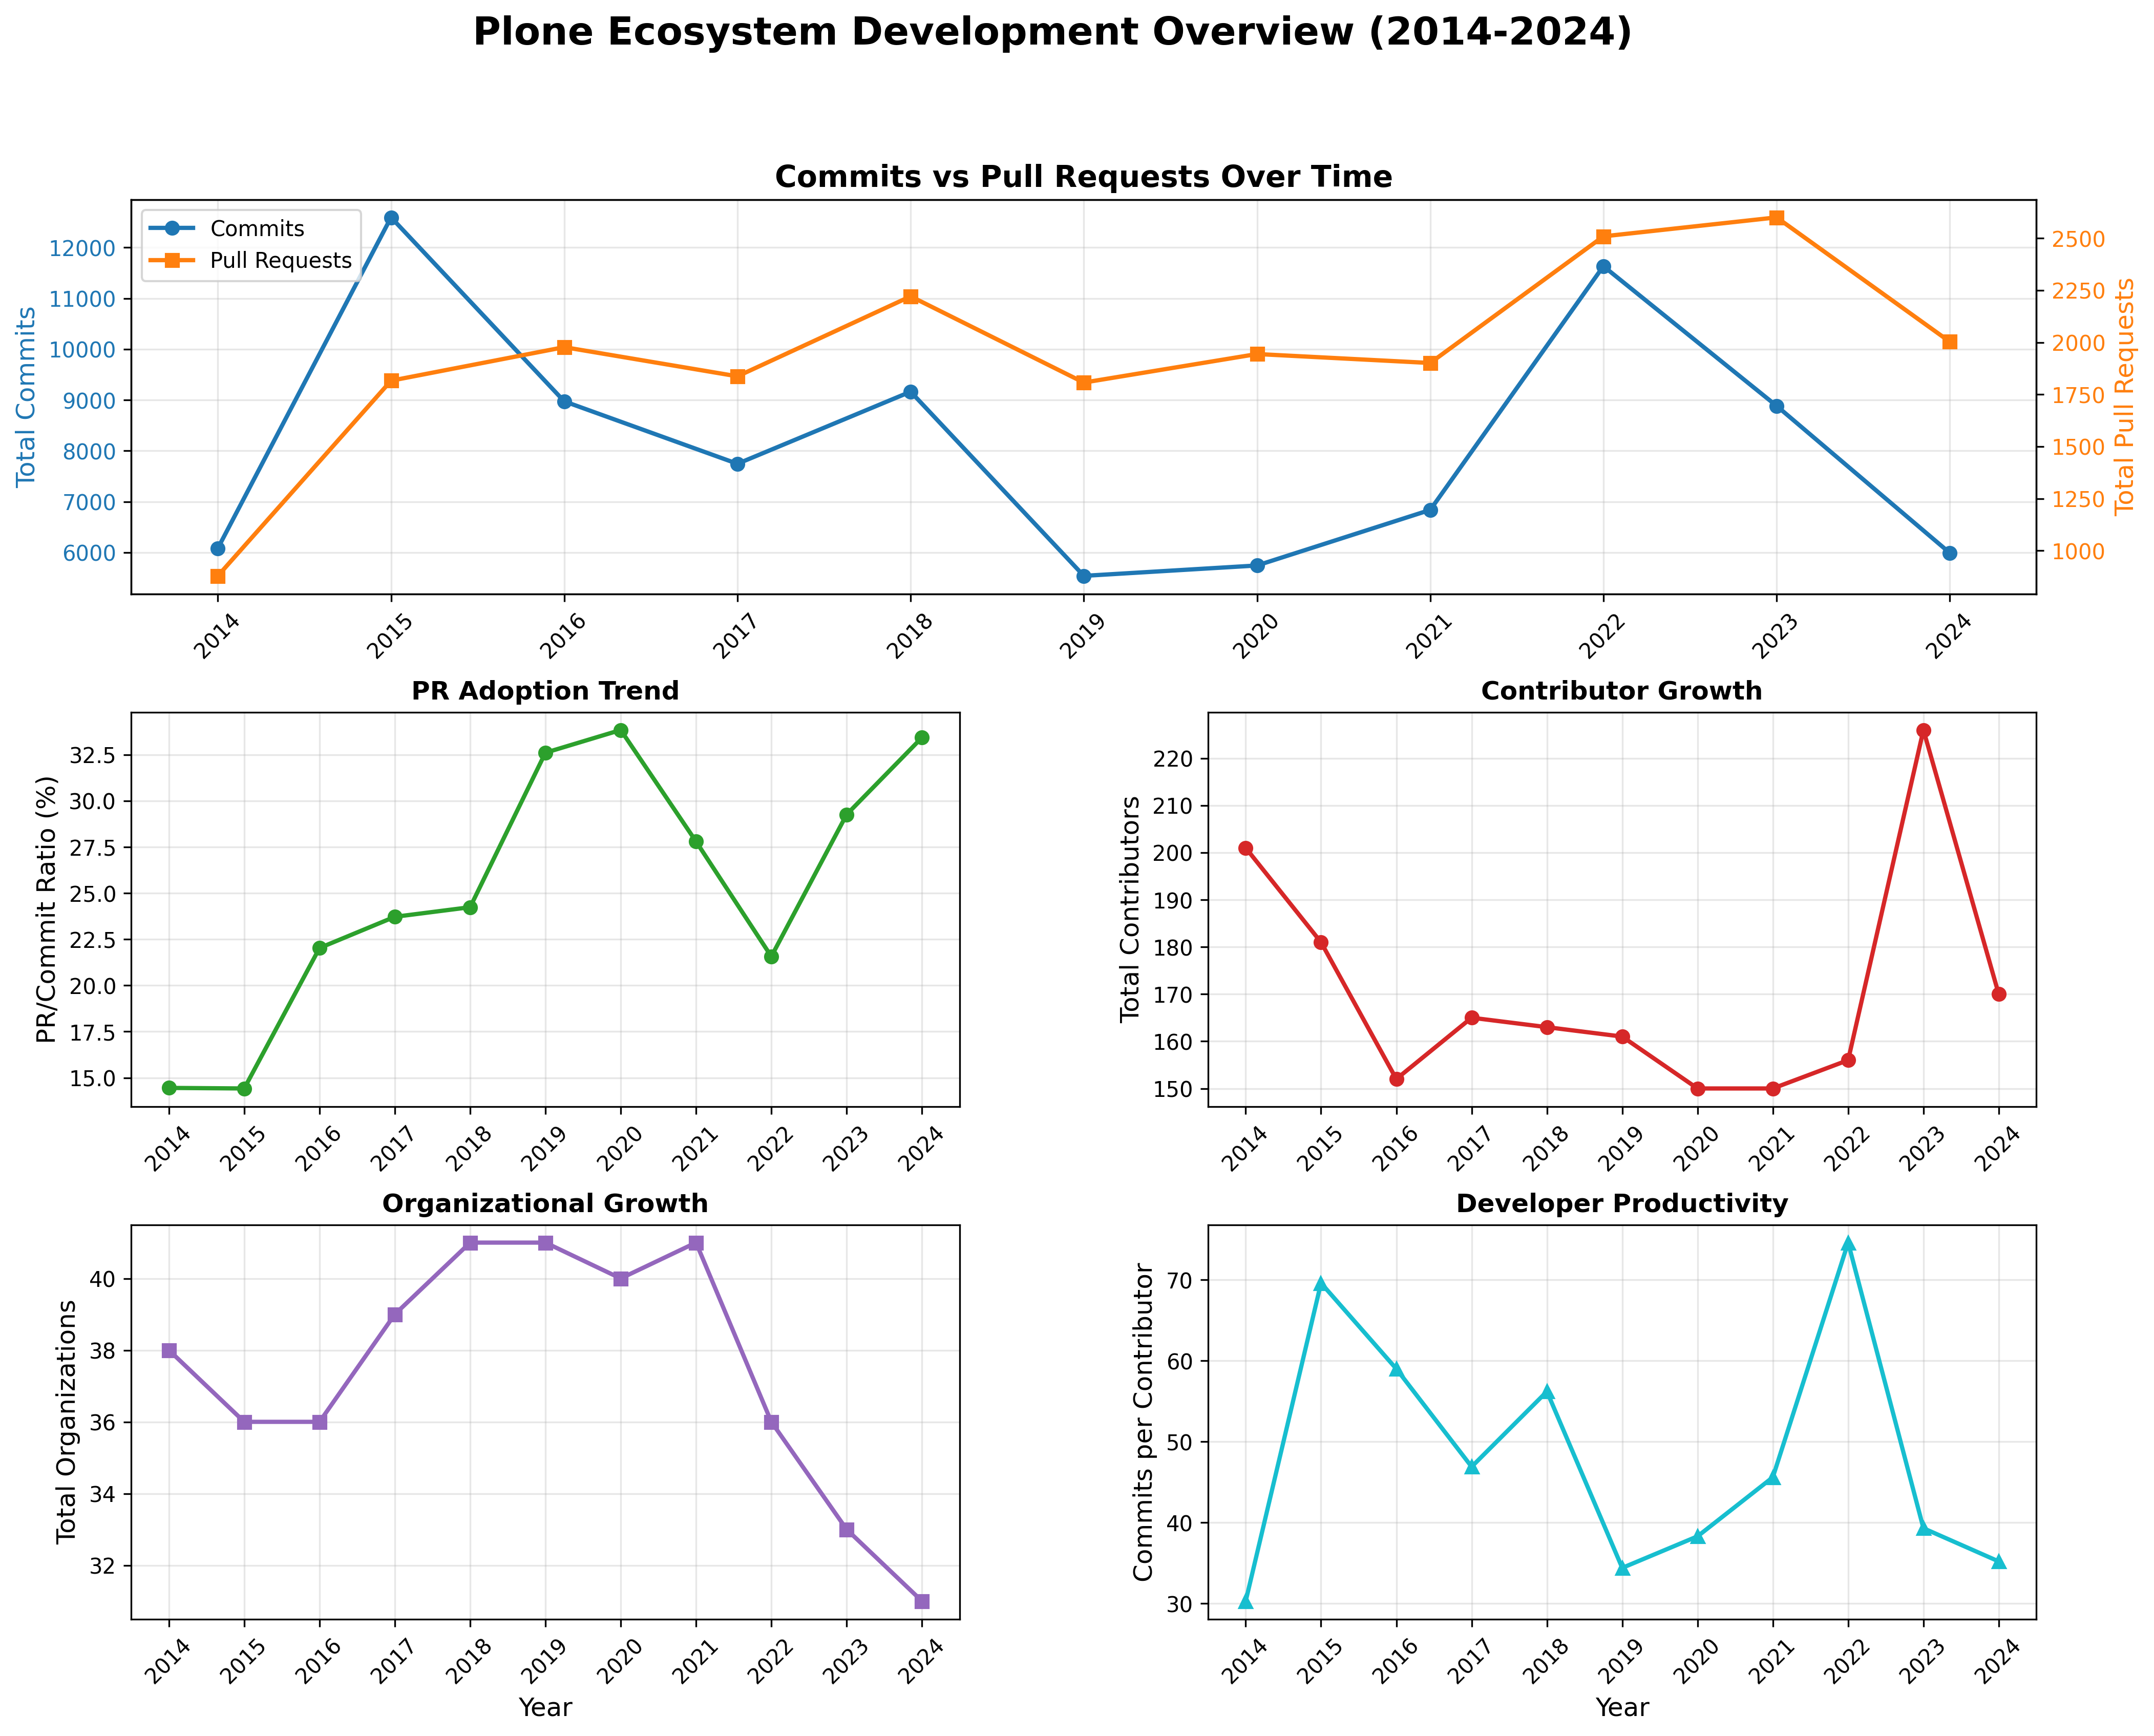 Plone Ecosystem Development Overview (2014-2024)
Commits vs Pull Requests Over Time
Commits
Pull Requests
Total Commits
12000
11000
10000
9000
8000
7000
6000
2500
2250
2000
1750
1500
1250
1000
Total Pull Requests
2014 2015 2016 2017 2018 2019 2020 2021 2022 2023 2024
PR Adoption Trend
PR/Commit Ratio (%)
32.5
30.0
27.5
25.0
22.5
20.0
17.5
15.0
2014 2015 2016 2017 2018 2019 2020 2021 2022 2023 2024
Contributor Growth
Total Contributors
220
210
200
190
180
170
160
150
2014 2015 2016 2017 2018 2019 2020 2021 2022 2023 2024
Organizational Growth
Total Organizations
40
38
36
34
32
2014 2015 2016 2017 2018 2019 2020 2021 2022 2023 2024
Year
Developer Productivity
Commits per Contributor
70
60
50
40
30
2014 2015 2016 2017 2018 2019 2020 2021 2022 2023 2024
Year